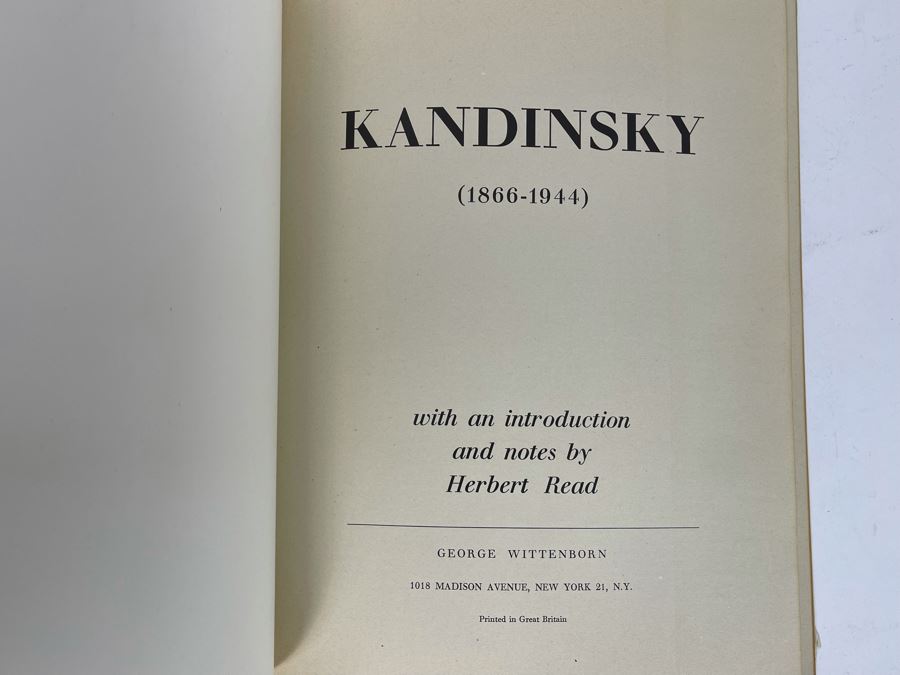 KANDINSKY
(1866-1944)
with an introduction
and notes by
Herbert Read
GEORGE WITTENBORN
1018 MADISON AVENUE, NEW YORK 21, N.Y.
Printed in Great Britain